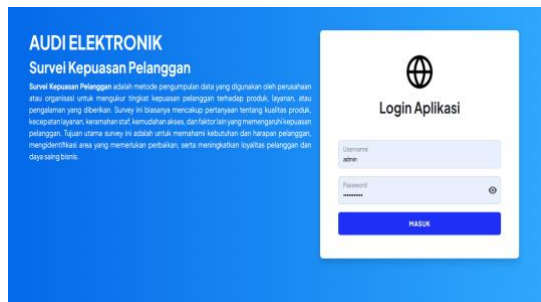 AUDI ELEKTRONIK
Survei Kepuasan Pelanggan
Survei Kepuasan Pelanggan adalah metode pengumpulan data yang digunakan oleh perusahaan
atau organisasi untuk mengukur tingkat kepuasan pelanggan terhadap produk, layanan, atau
pengalaman yang diberikan. Survey ini biasanya mencakup pertanyaan tentang kualitas produk,
kecepatan layanan, keramahan staf, kemudahan akses, dan faktor lain yang memengaruhi kepuasan
pelanggan. Tujuan utama survey ini adalah untuk memahami kebutuhan dan harapan pelanggan,
mengidentifikasi area yang memerlukan perbaikan, serta meningkatkan loyalitas pelanggan dan
daya saing bisnis.
Login Aplikasi
Username
admin
Password
MASUK